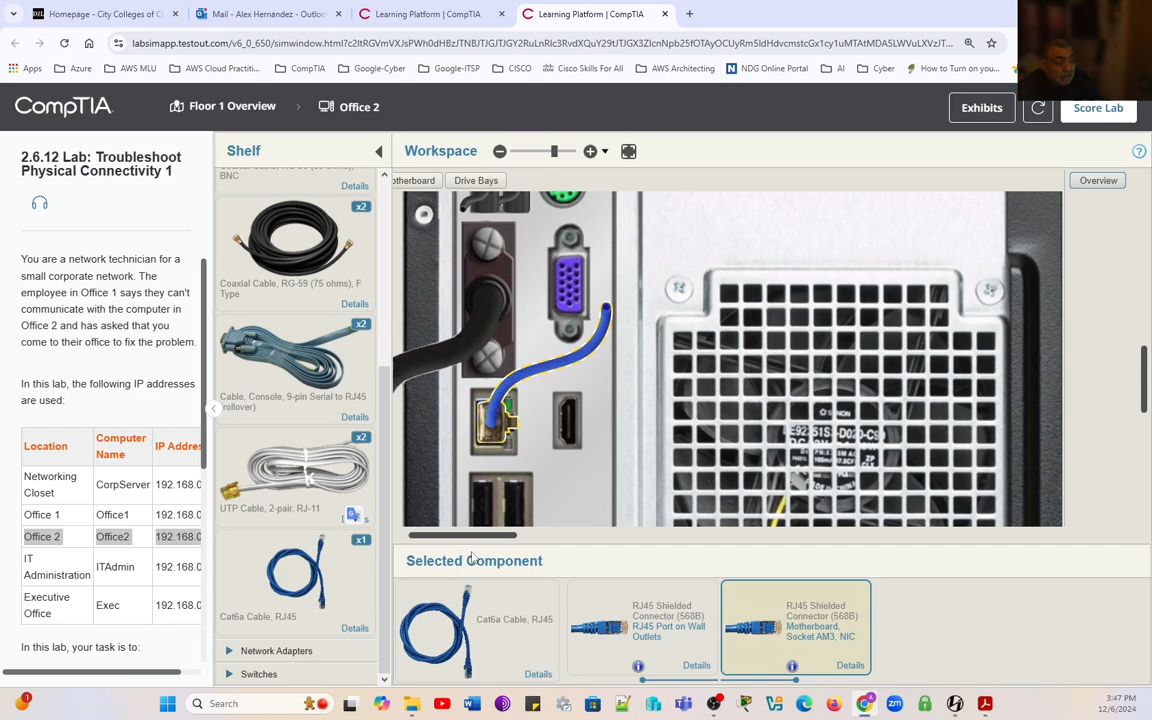 Homepage - City Colleges of C
Mail - Alex Hernandez - Outloo
Learning Platform | CompTIA
Learning Platform | CompTIA
labsimapp.testout.com/v6_0_650/simwindow.html?
Apps
Azure
AWS MLU
AWS Cloud Practiti...
CompTIA
Google-Cyber
Google-ITSP
CISCO
Cisco Skills For All
AWS Architecting
NDG Online Portal
AI
Cyber
How to Turn on you...
CompTIA.
Floor 1 Overview
Office 2
Exhibits
Score Lab
2.6.12 Lab: Troubleshoot
Physical Connectivity 1
You are a network technician for a
small corporate network. The
employee in Office 1 says they can't
communicate with the computer in
Office 2 and has asked that you
come to their office to fix the problem.
In this lab, the following IP addresses
are used:
Location
Computer
Name
IP Addres
Networking
Closet
CorpServer
192.168.0
Office 1
Office1
192.168.0
Office 2
Office2
192.168.0
IT
Administration
ITAdmin
192.168.0
Executive
Office
Exec
192.168.0
In this lab, your task is to:
Shelf
BNC
Details
x2
Coaxial Cable, RG-59 (75 ohms), F
Type
Details
x2
Cable, Console, 9-pin Serial to RJ45
(rollover)
Details
x2
UTP Cable, 2-pair, RJ-11
x1
Cat6a Cable, RJ45
Details
Network Adapters
Switches
Workspace
otherboard
Drive Bays
Overview
Selected Component
Cat6a Cable, RJ45
Details
RJ45 Shielded
Connector (568B)
RJ45 Port on Wall
Outlets
Details
RJ45 Shielded
Connector (568B)
Motherboard,
Socket AM3, NIC
Details
Search
3:47 PM
12/6/2024